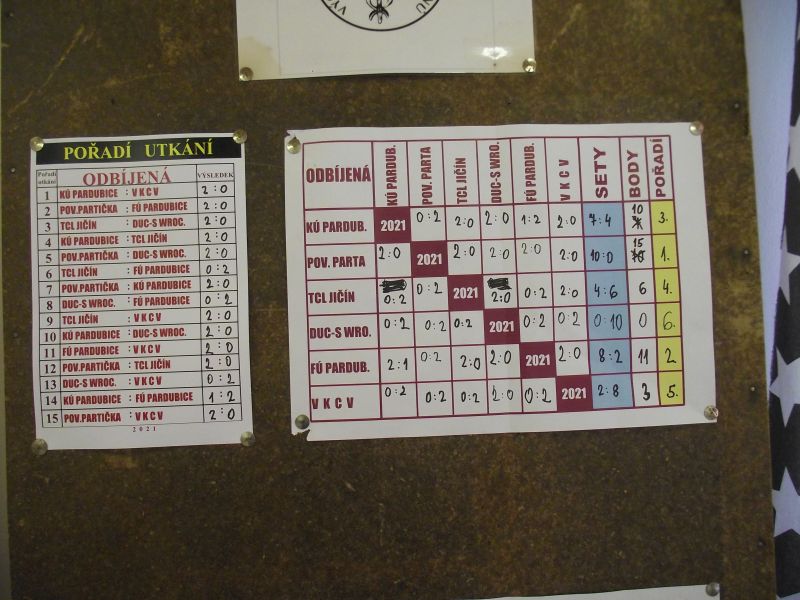 POŘADÍ UTKÁNÍ
Pořadí utkání ODBÍJENÁ VÝSLEDEK
1 KÚ PARDUBICE : V K C V 2:0
2 POV.PARTIČKA : FÚ PARDUBICE 2:0
3 TCL JIČÍN : DUC-S WROC. 2:0
4 KÚ PARDUBICE : TCL JIČÍN 2:0
5 POV.PARTIČKA : DUC-S WROC. 2:0
6 TCL JIČÍN : FÚ PARDUBICE 0:2
7 POV.PARTIČKA : KÚ PARDUBICE 2:0
8 DUC-S WROC. : FÚ PARDUBICE 0:2
9 TCL JIČÍN : V K C V 2:0
10 KÚ PARDUBICE : DUC-S WROC. 2:0
11 FÚ PARDUBICE : V K C V 2:0
12 POV.PARTIČKA : TCL JIČÍN 2:0
13 DUC-S WROC. : V K C V 0:2
14 KÚ PARDUBICE : FÚ PARDUBICE 1:2
15 POV.PARTIČKA : V K C V 2:0
2021
ODBÍJENÁ KÚ PARDUB. POV. PARTA TCL JIČÍN DUC-S WRO. FÚ PARDUB. V K C V SETY BODY POŘADÍ
KÚ PARDUB. 2021 0:2 2:0 2:0 1:2 2:0 7:4 10 3.
POV. PARTA 2:0 2021 2:0 2:0 2:0 2:0 10:0 15 1.
TCL JIČÍN 0:2 0:2 2021 2:0 0:2 2:0 4:6 6 4.
DUC-S WRO. 0:2 0:2 0:2 2021 0:2 0:2 0:10 0 6.
FÚ PARDUB. 2:1 0:2 2:0 2:0 2021 2:0 8:2 11 2
V K C V 0:2 0:2 0:2 2:0 0:2 2021 2:8 3 5.